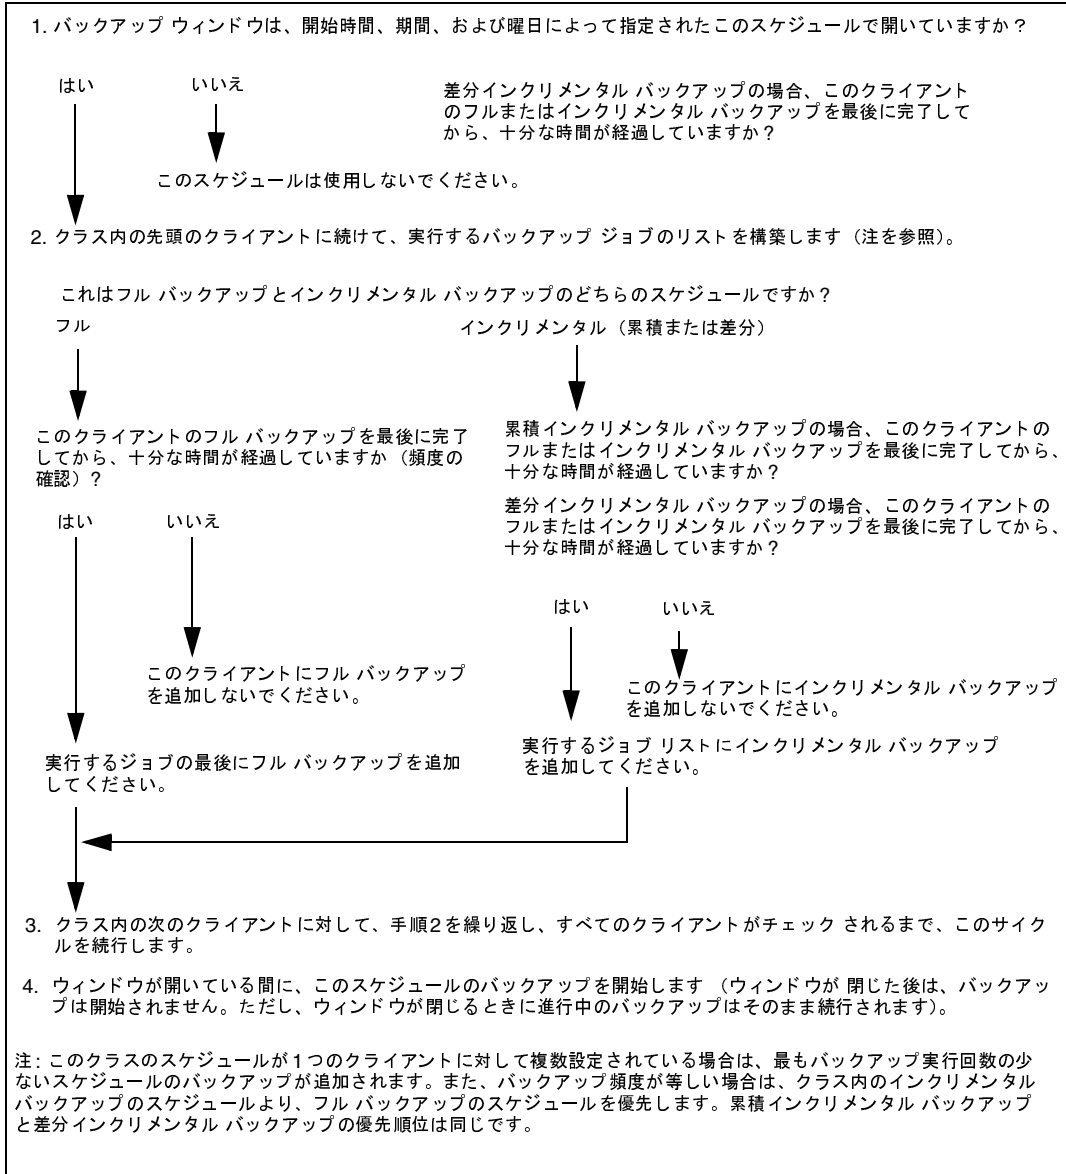 1. バックアップ ウィンドウは、開始時間、期間、および曜日によって指定されたこのスケジュールで開いていますか？
はい
いいえ
差分インクリメンタル バックアップの場合、このクライアント
のフルまたはインクリメンタル バックアップを最後に完了して
から、十分な時間が経過していますか？
このスケジュールは使用しないでください。
2. クラス内の先頭のクライアントに続けて、実行するバックアップ ジョブのリストを構築します（注を参照）。
これはフル バックアップとインクリメンタル バックアップのどちらのスケジュールですか？
フル
インクリメンタル（累積または差分）
このクライアントのフル バックアップを最後に完了
してから、十分な時間が経過していますか（頻度の
確認）？
累積インクリメンタル バックアップの場合、このクライアントの
フルまたはインクリメンタル バックアップを最後に完了してから、
十分な時間が経過していますか？
差分インクリメンタル バックアップの場合、このクライアントの
フルまたはインクリメンタル バックアップを最後に完了してから、
十分な時間が経過していますか？
はい
いいえ
はい
いいえ
このクライアントにフル バックアップ
を追加しないでください。
このクライアントにインクリメンタル バックアップ
を追加しないでください。
実行するジョブの最後にフル バックアップを追加
してください。
実行するジョブ リストにインクリメンタル バックアップ
を追加してください。
3. クラス内の次のクライアントに対して、手順2を繰り返し、すべてのクライアントがチェック されるまで、このサイク
ルを続行します。
4. ウィンドウが開いている間に、このスケジュールのバックアップを開始します （ウィンドウが 閉じた後は、バックアッ
プは開始されません。ただし、ウィンドウが閉じるときに進行中のバックアップはそのまま続行されます）。
注：このクラスのスケジュールが１つのクライアントに対して複数設定されている場合は、最もバックアップ実行回数の少
ないスケジュールのバックアップが追加されます。また、バックアップ頻度が等しい場合は、クラス内のインクリメンタル
バックアップのスケジュールより、フル バックアップのスケジュールを優先します。累積インクリメンタル バックアップ
と差分インクリメンタル バックアップの優先順位は同じです。